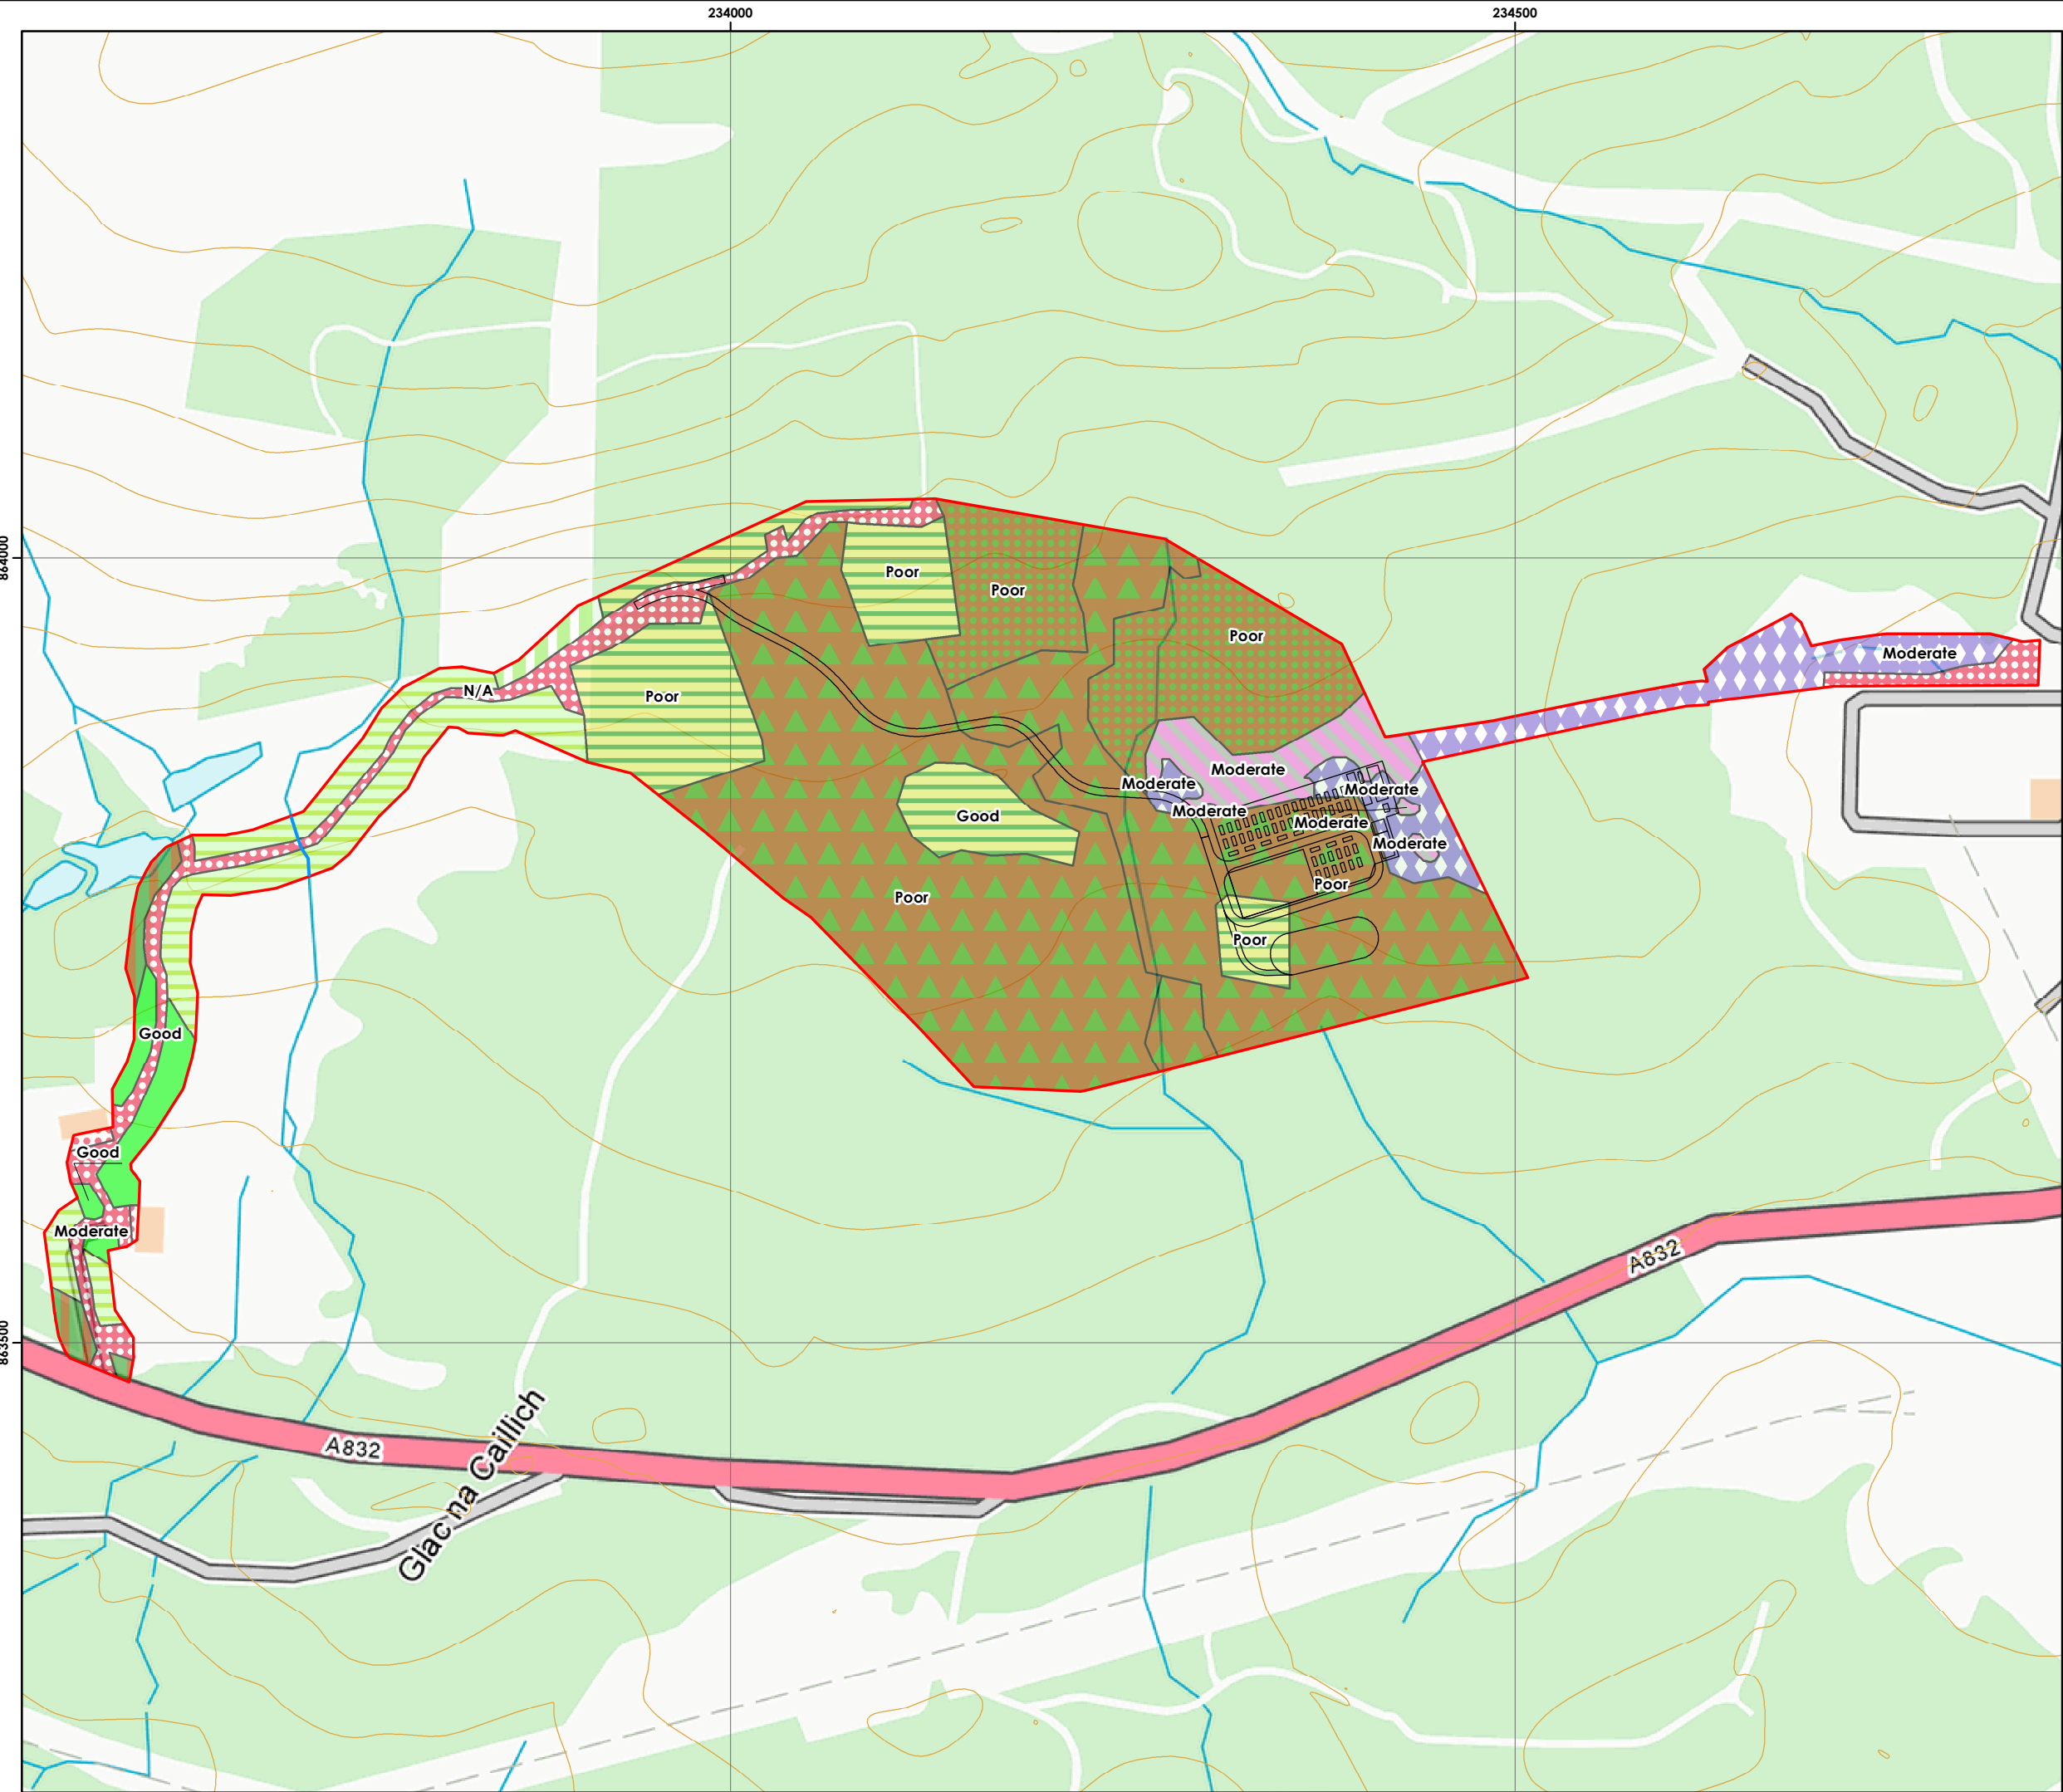 234000
234500
864000
Poor
Poor
Poor
Moderate
N/A
Poor
Moderate
Moderate
Moderate
Moderate
Good
Moderate
Moderate
Poor
Poor
Poor
Good
Good
Moderate
A832
863500
A832
Glac na Caillich